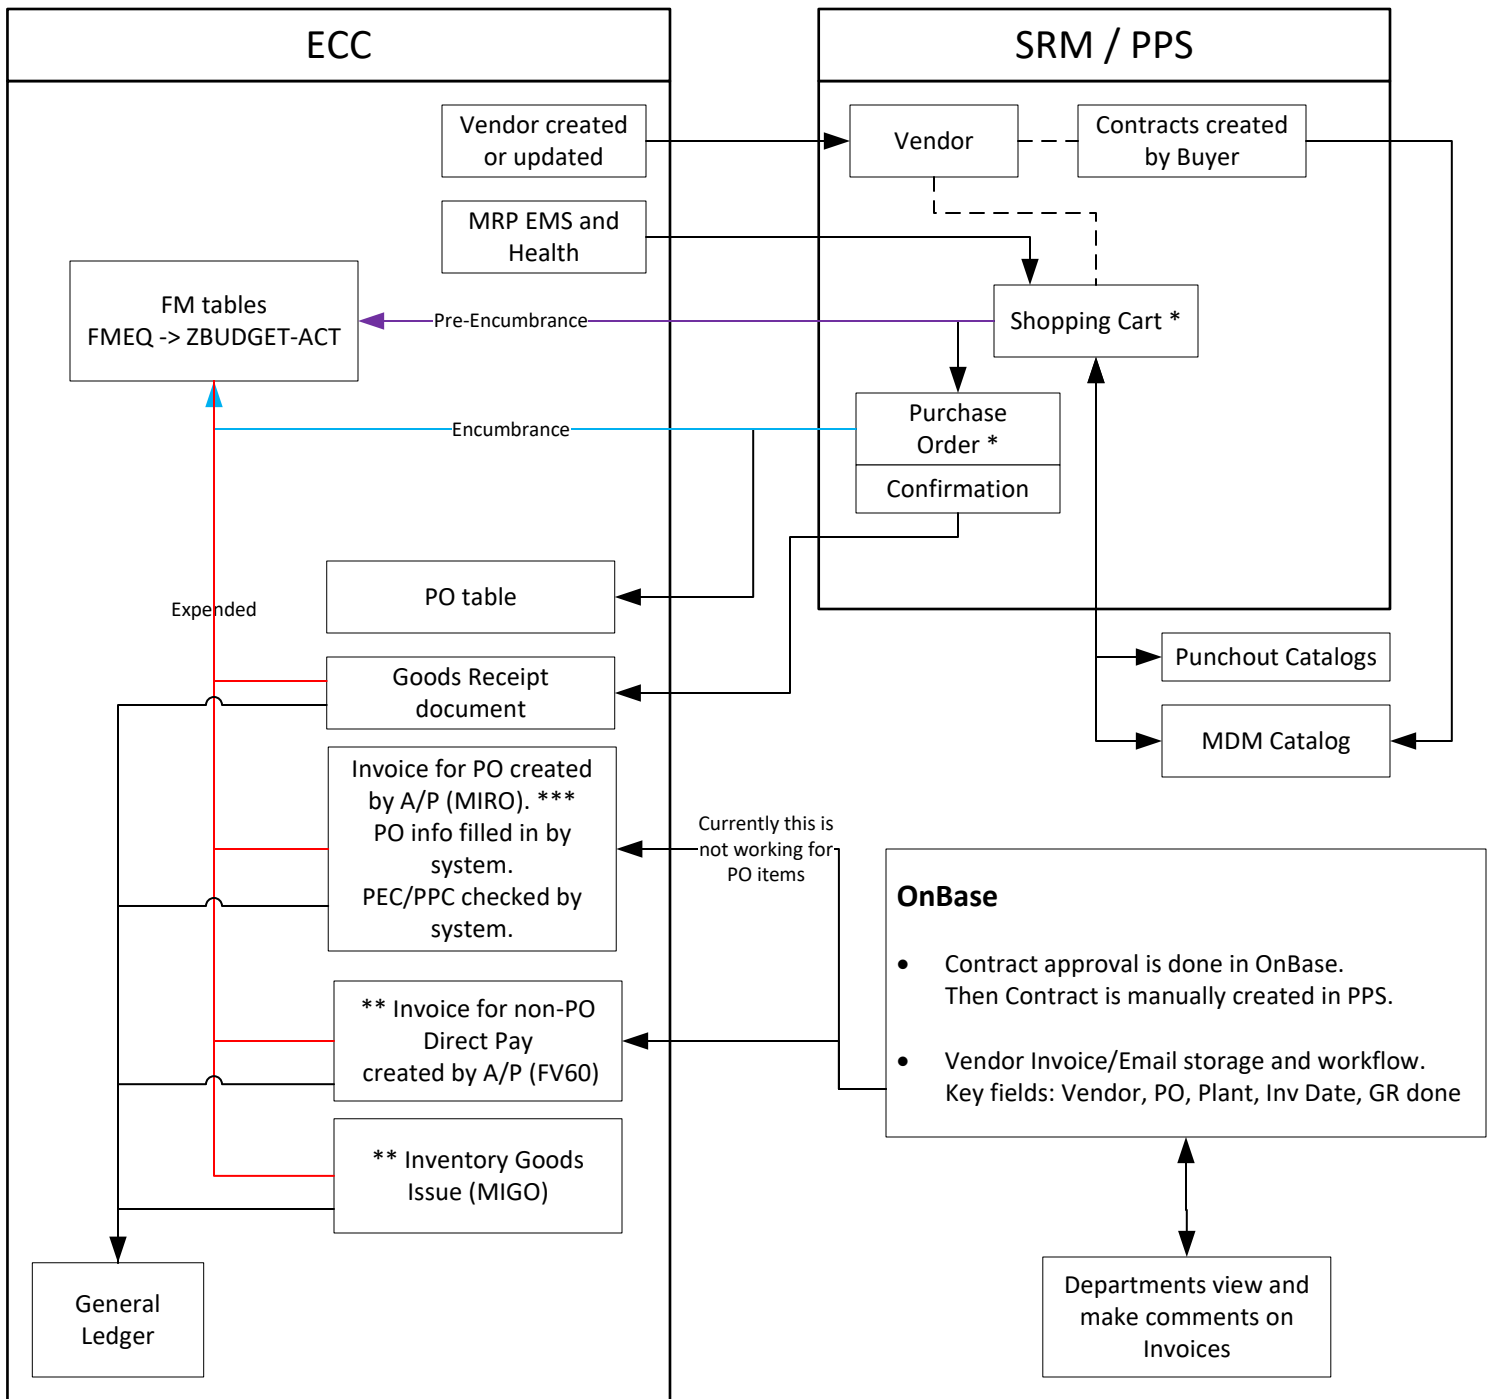 ECC
SRM / PPS
Vendor created
or updated
Vendor
Contracts created
by Buyer
MRP EMS and
Health
FM tables
FMEQ -> ZBUDGET-ACT
Pre-Encumbrance
Shopping Cart *
Encumbrance
Purchase
Order *
Confirmation
PO table
Expended
Goods Receipt
document
Punchout Catalogs
MDM Catalog
Invoice for PO created
by A/P (MIRO). ***
PO info filled in by
system.
PEC/PPC checked by
system.
Currently this is
not working for
PO items
OnBase
• Contract approval is done in OnBase.
Then Contract is manually created in PPS.
• Vendor Invoice/Email storage and workflow.
Key fields: Vendor, PO, Plant, Inv Date, GR done
** Invoice for non-PO
Direct Pay
created by A/P (FV60)
** Inventory Goods
Issue (MIGO)
General
Ledger
Departments view and
make comments on
Invoices